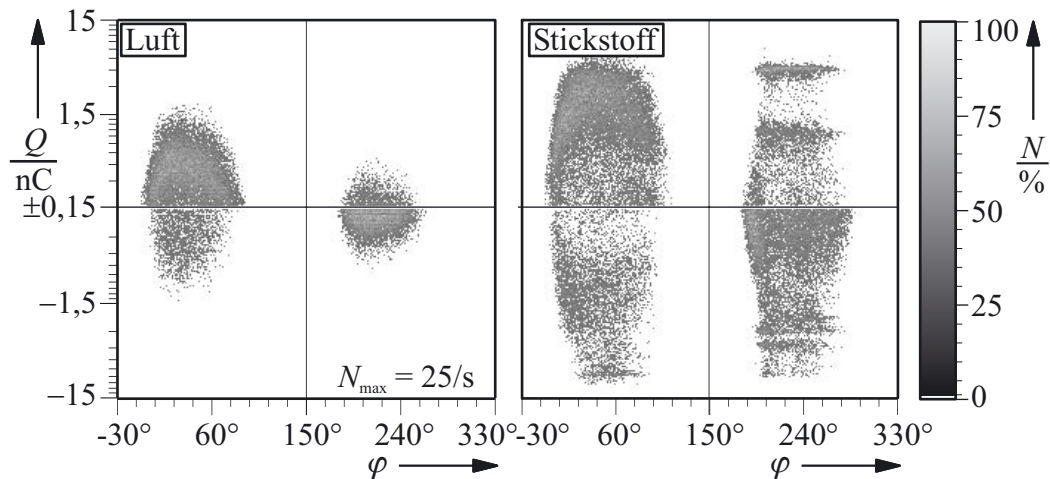 15
1,5
Q
nC
±0,15
−1,5
−15
Luft
N_max = 25/s
-30° 60° 150° 240° 330°
φ
Stickstoff
-30° 60° 150° 240° 330°
φ
100
75
50
25
0
N
%